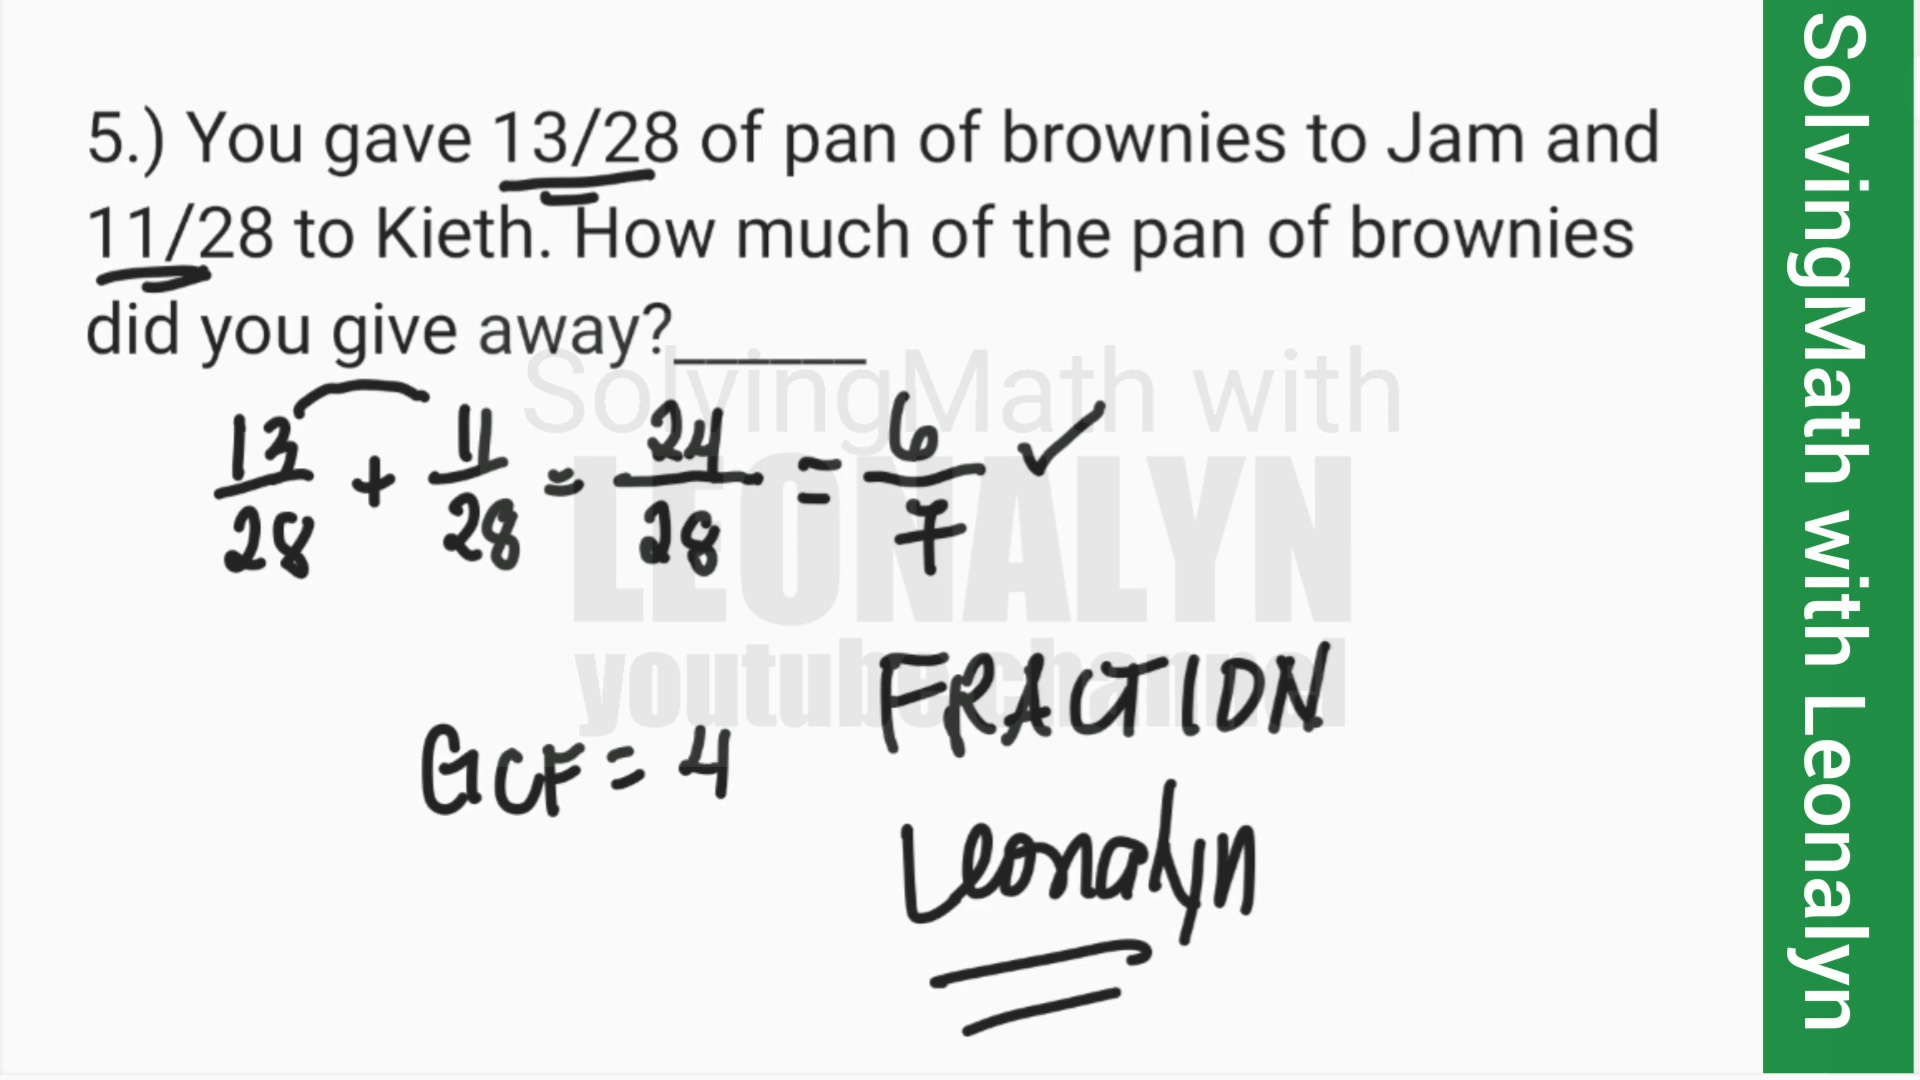 5.) You gave 13/28 of pan of brownies to Jam and
11/28 to Kieth. How much of the pan of brownies
did you give away?______
13/28 + 11/28 = 24/28 = 6/7 ✓
GCF = 4
FRACTION
Leonalyn
SolvingMath with
LEONALYN
youtube channel
SolvingMath with Leonalyn